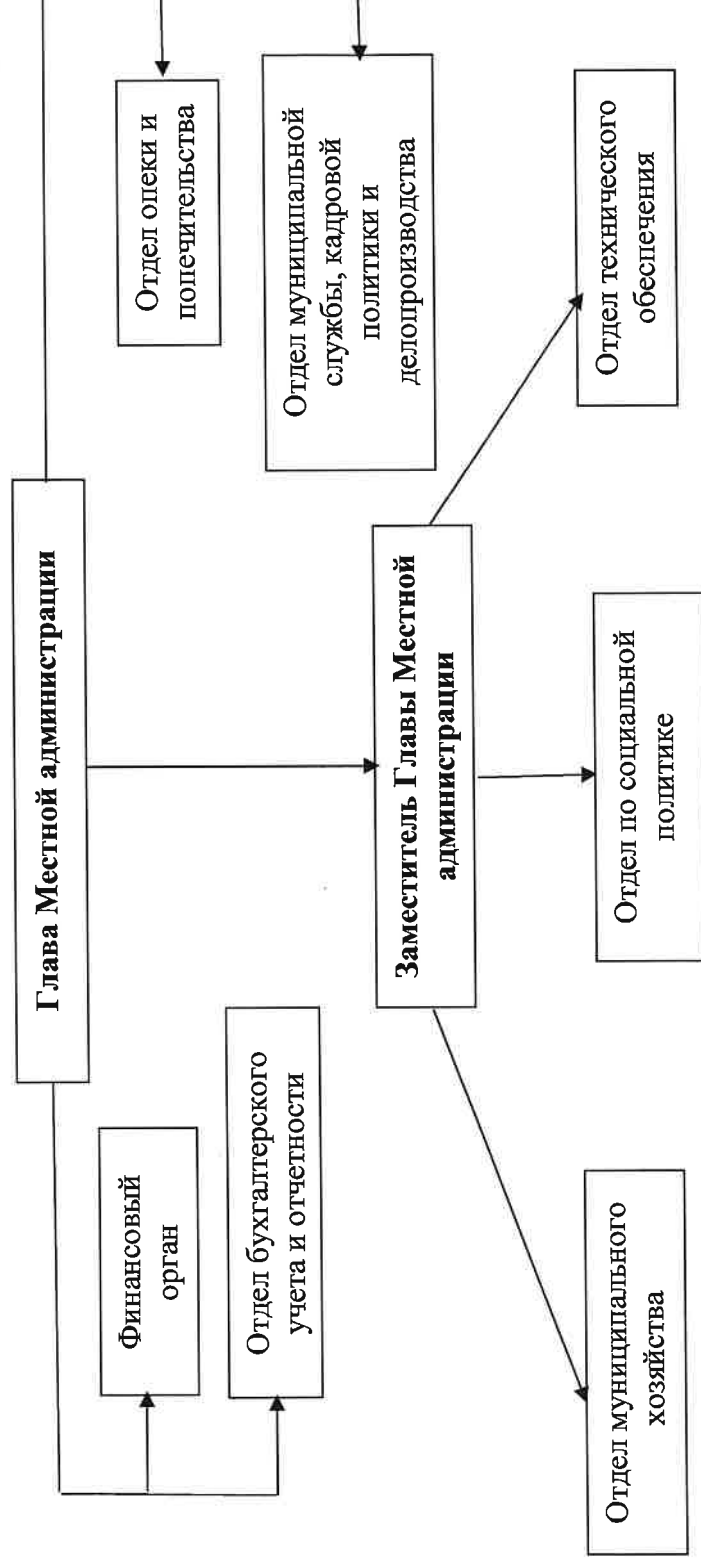 Глава Местной администрации
Финансовый
орган
Отдел бухгалтерского
учета и отчетности
Отдел опеки и
попечительства
Отдел муниципальной
службы, кадровой
политики и
делопроизводства
Заместитель Главы Местной
администрации
Отдел муниципального
хозяйства
Отдел по социальной
политике
Отдел технического
обеспечения